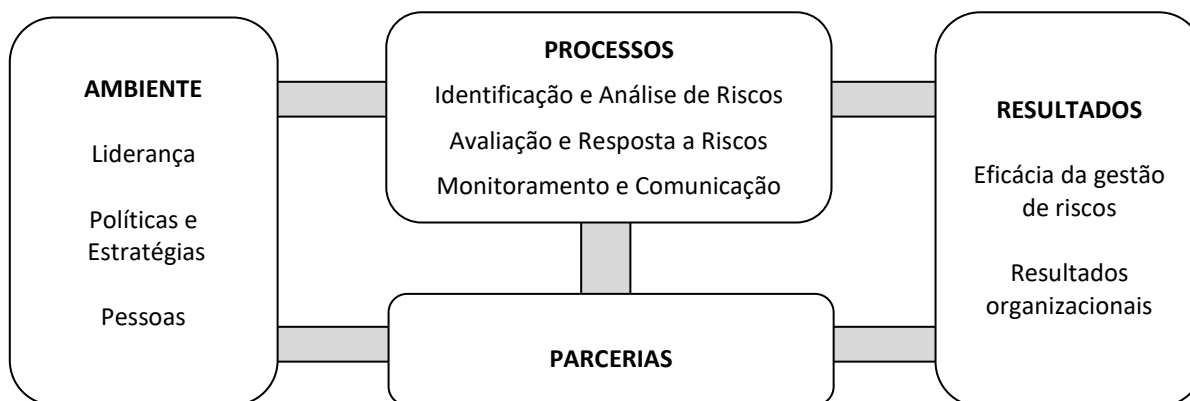 AMBIENTE
Liderança
Políticas e
Estratégias
Pessoas
PROCESSOS
Identificação e Análise de Riscos
Avaliação e Resposta a Riscos
Monitoramento e Comunicação
PARCERIAS
RESULTADOS
Eficácia da gestão
de riscos
Resultados
organizacionais